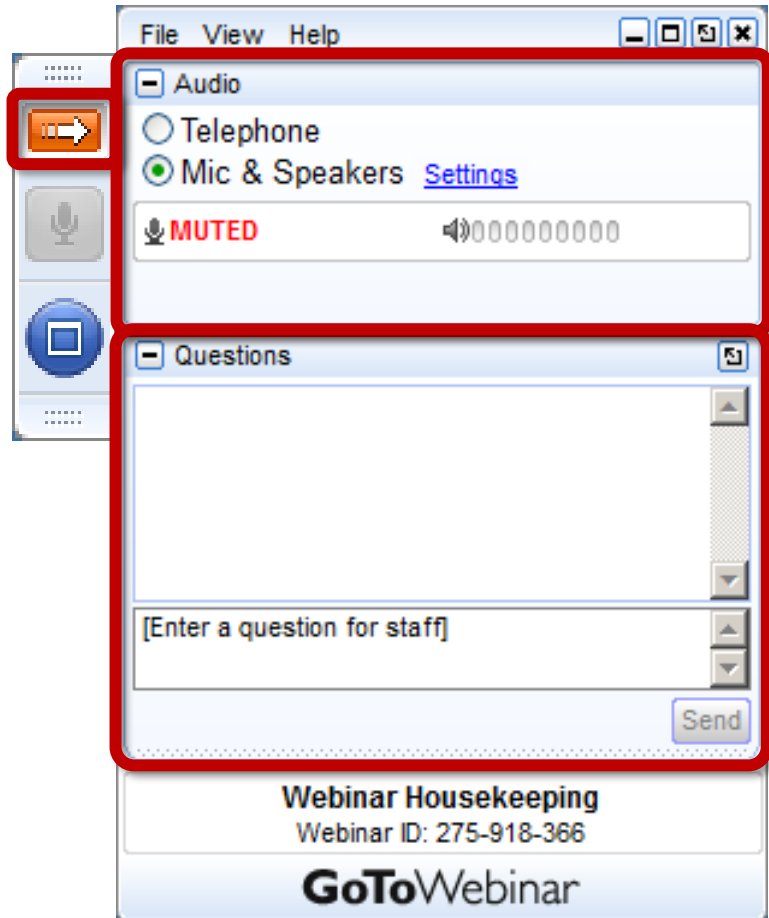 File View Help
Audio
Telephone
Mic & Speakers Settings
MUTED
Questions
[Enter a question for staff]
Send
Webinar Housekeeping
Webinar ID: 275-918-366
GoToWebinar